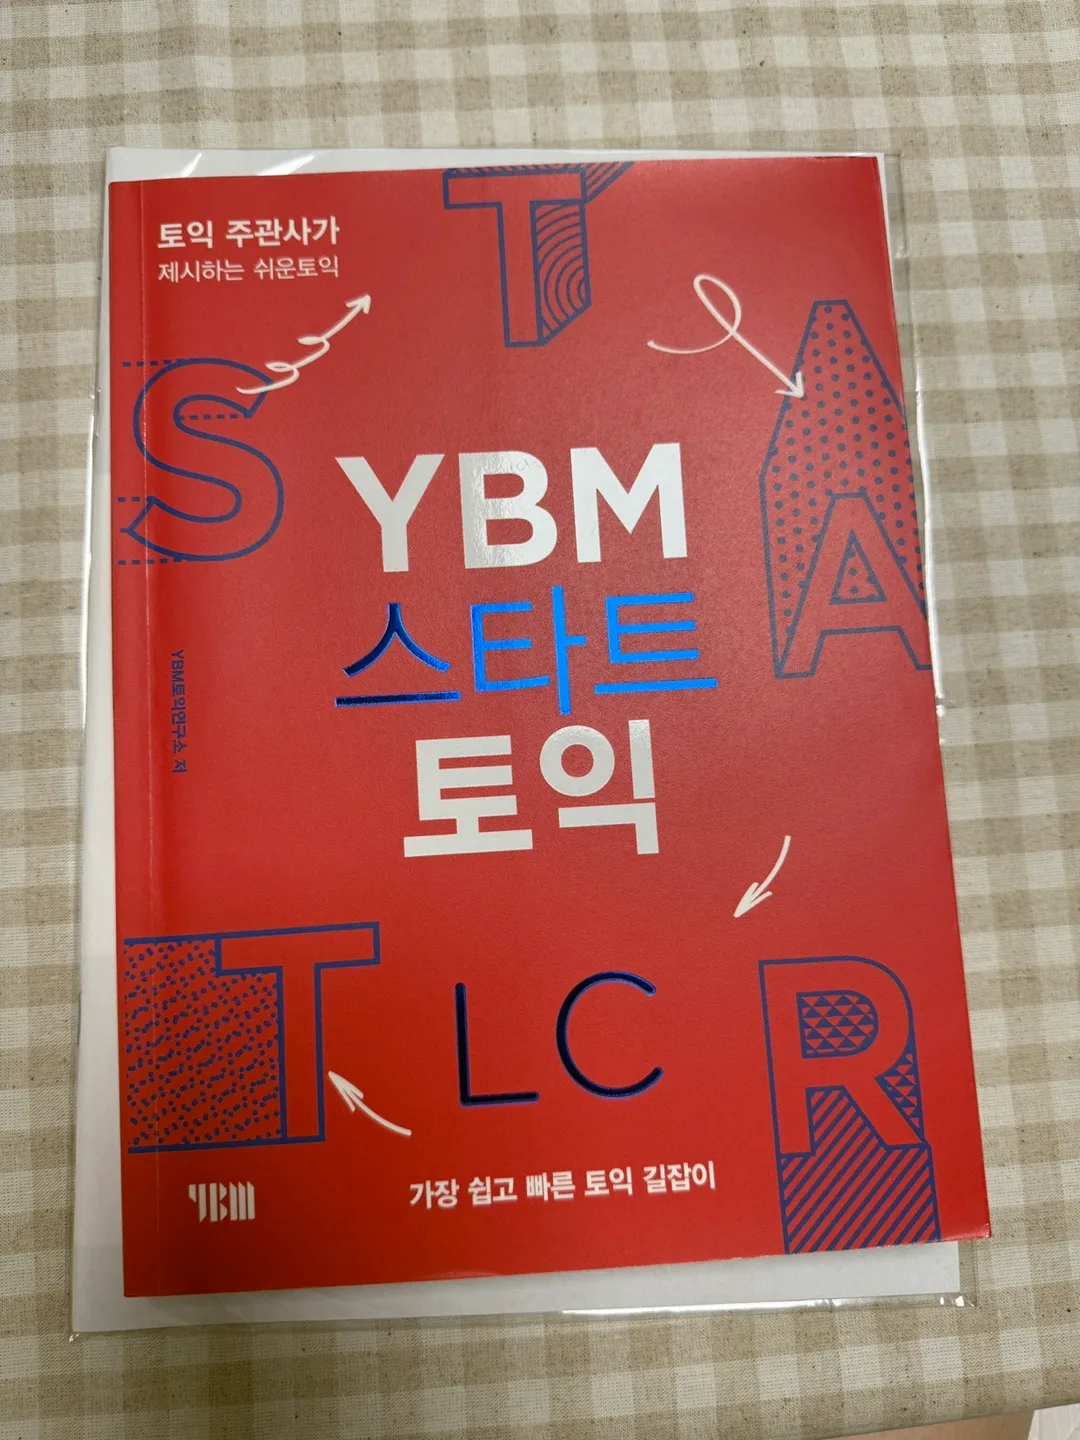 토익 주관사가
제시하는 쉬운토익
S
T
A
YBM
스타트
토익
YBM토익연구소 저
T
LC
R
YBM
가장 쉽고 빠른 토익 길잡이